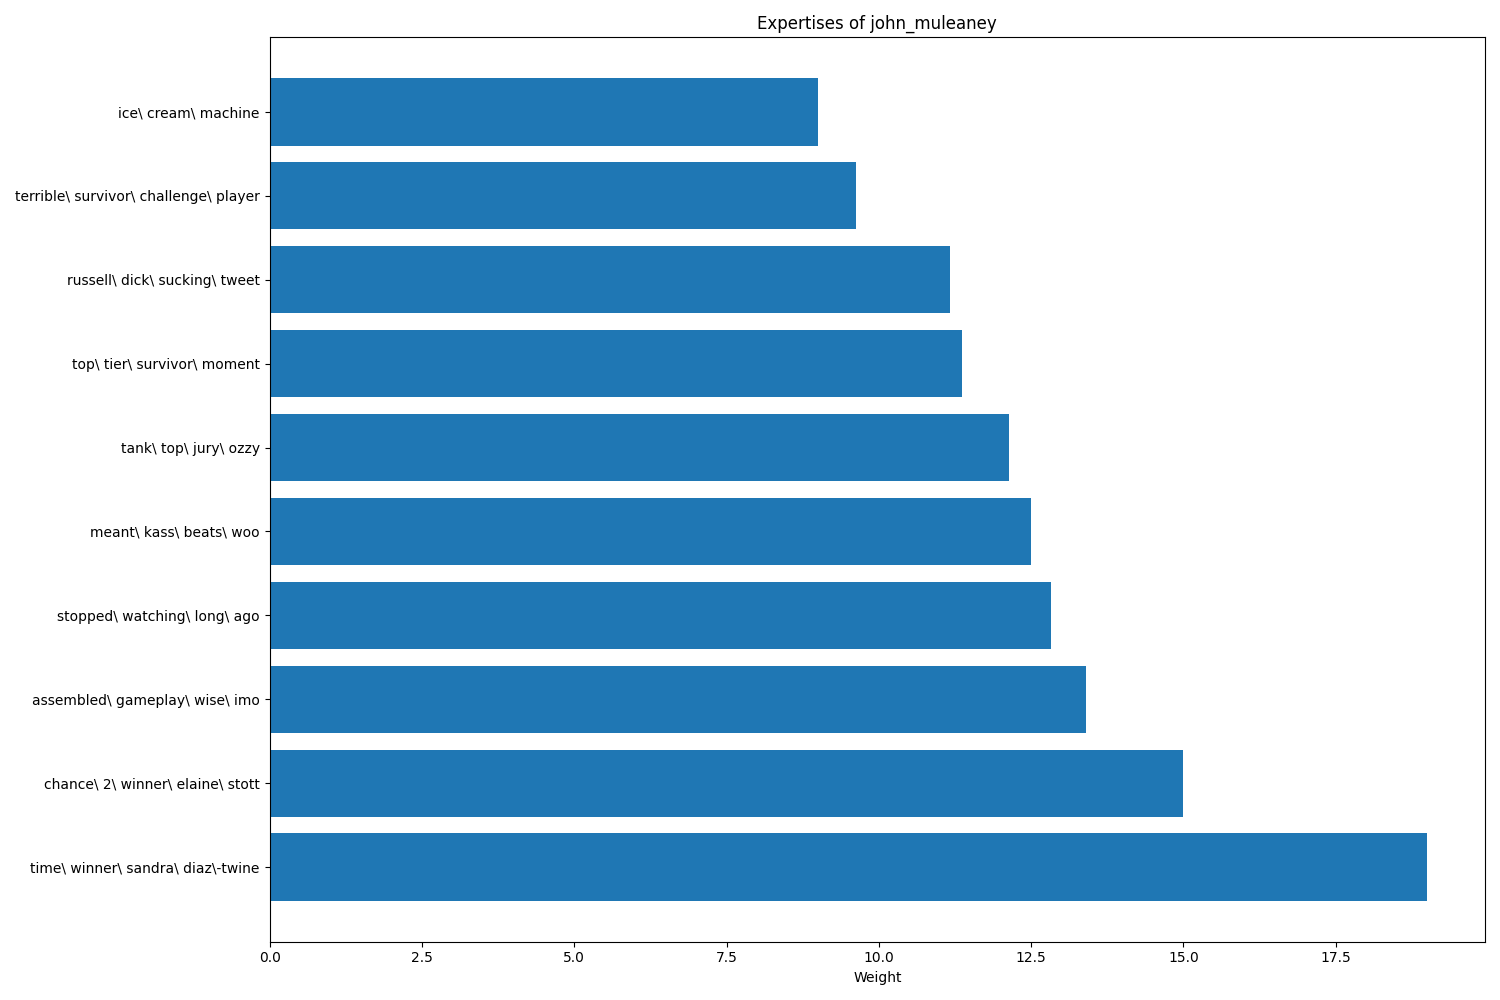 Expertises of john_muleaney
ice\ cream\ machine
terrible\ survivor\ challenge\ player
russell\ dick\ sucking\ tweet
top\ tier\ survivor\ moment
tank\ top\ jury\ ozzy
meant\ kass\ beats\ woo
stopped\ watching\ long\ ago
assembled\ gameplay\ wise\ imo
chance\ 2\ winner\ elaine\ stott
time\ winner\ sandra\ diaz\-twine
0.0 2.5 5.0 7.5 10.0 12.5 15.0 17.5
Weight